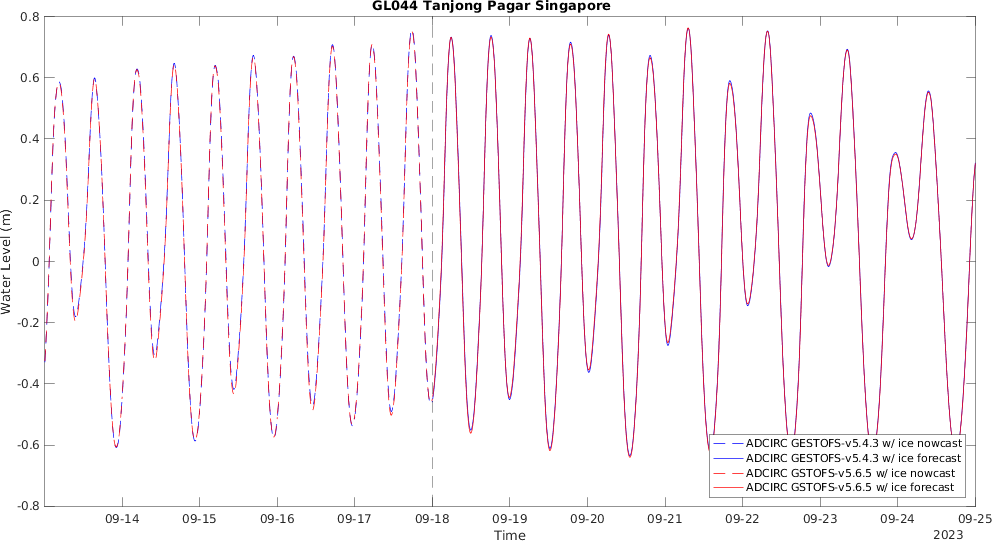 GL044 Tanjong Pagar Singapore
0.8
0.6
0.4
0.2
0
-0.2
-0.4
-0.6
-0.8
Water Level (m)
ADCIRC GESTOFS-v5.4.3 w/ ice nowcast
ADCIRC GESTOFS-v5.4.3 w/ ice forecast
ADCIRC GSTOFS-v5.6.5 w/ ice nowcast
ADCIRC GSTOFS-v5.6.5 w/ ice forecast
09-14 09-15 09-16 09-17 09-18 09-19 09-20 09-21 09-22 09-23 09-24 09-25
Time
2023